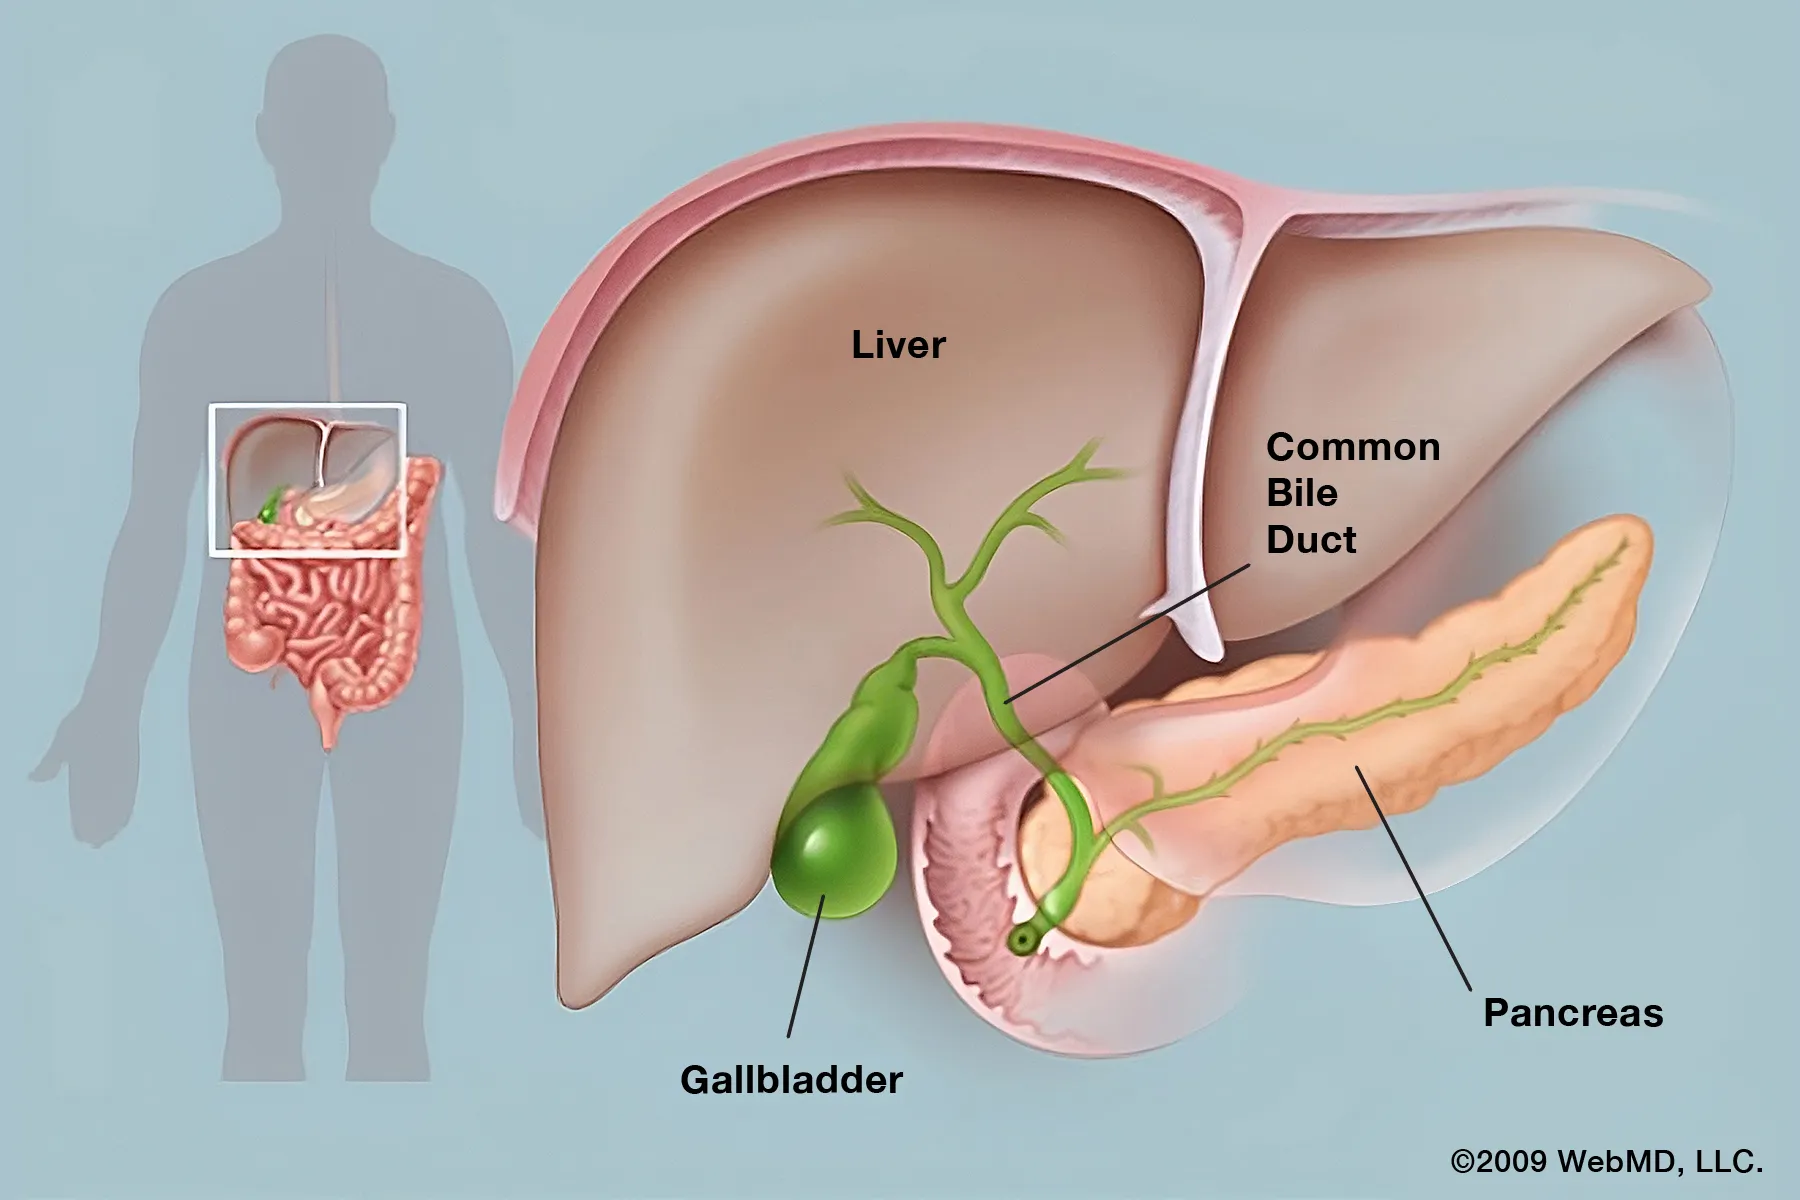 Liver
Common
Bile
Duct
Pancreas
Gallbladder
©2009 WebMD, LLC.